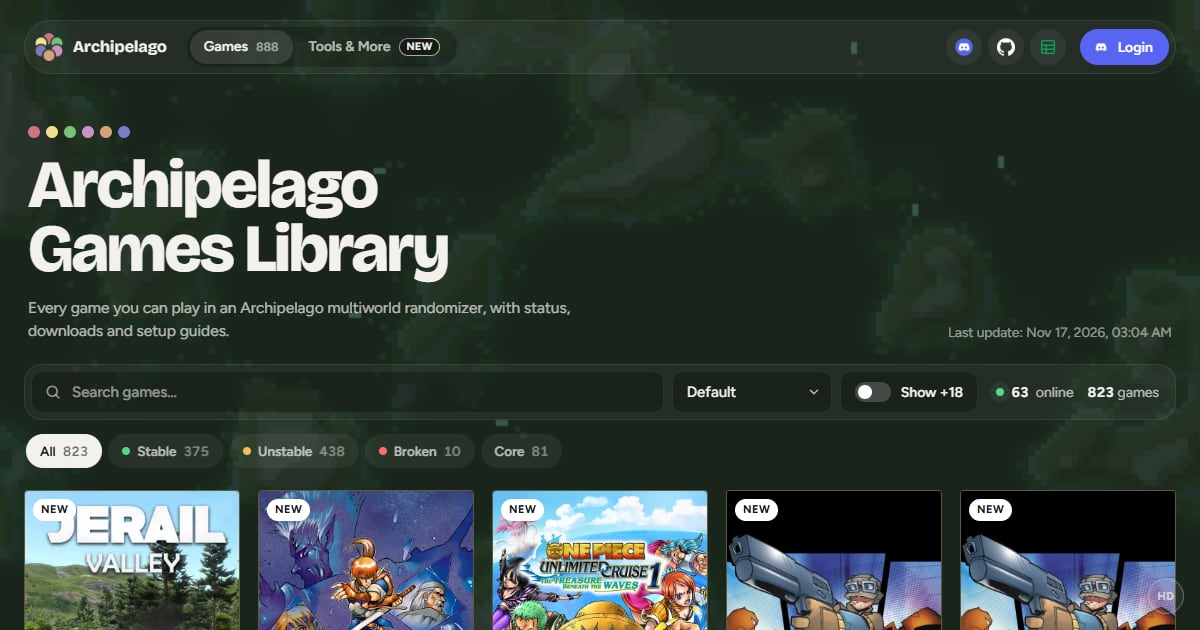 Archipelago
Games 888
Tools & More NEW
Login
Archipelago
Games Library
Every game you can play in an Archipelago multiworld randomizer, with status,
downloads and setup guides.
Last update: Nov 17, 2026, 03:04 AM
Search games...
Default
Show +18
63 online 823 games
All 823
Stable 375
Unstable 438
Broken 10
Core 81
NEW
JERAIL
VALLEY
NEW
NEW
ONE PIECE
UNLIMITED CRUISE 1
THE TREASURE BENEATH THE WAVES
NEW
NEW
HD